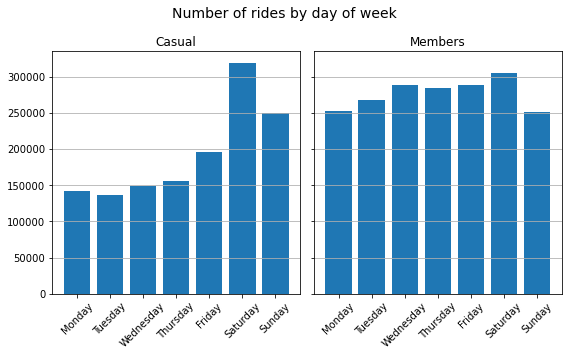 Number of rides by day of week
Casual
Members
300000
250000
200000
150000
100000
50000
0
Monday
Tuesday
Wednesday
Thursday
Friday
Saturday
Sunday
Monday
Tuesday
Wednesday
Thursday
Friday
Saturday
Sunday